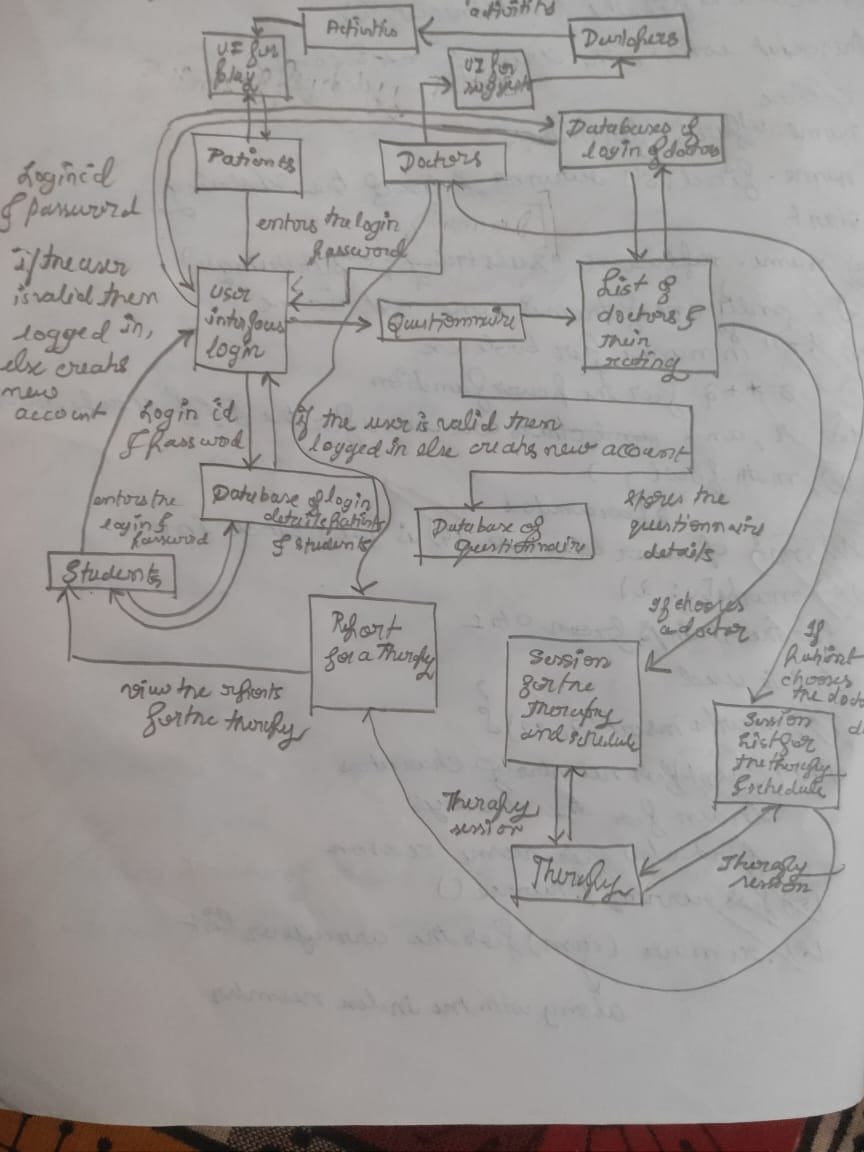 activities
Activities
Developers
UI for
play
UI for
suggest
Databases of
login of doctors
Patients
Doctors
Login id
& password
enters the login
password
if the user
is valid then
logged in,
else create
new
account
User
interface
login
Questionnaire
List of
doctors &
their
rating
Login id
& password
if the user is valid then
logged in else create new account
enters the
login &
password
Database of login
details Patients
& students
Database of
Questionnaire
stores the
questionnaire
details
Students
Report
for a Therapy
If chooses
a doctor
If
Patient
chooses
the doct
view the reports
for the therapy
Session
for the
therapy
and schedule
Session
list for
the therapy
& schedule
Therapy
session
Therapy
Therapy
session